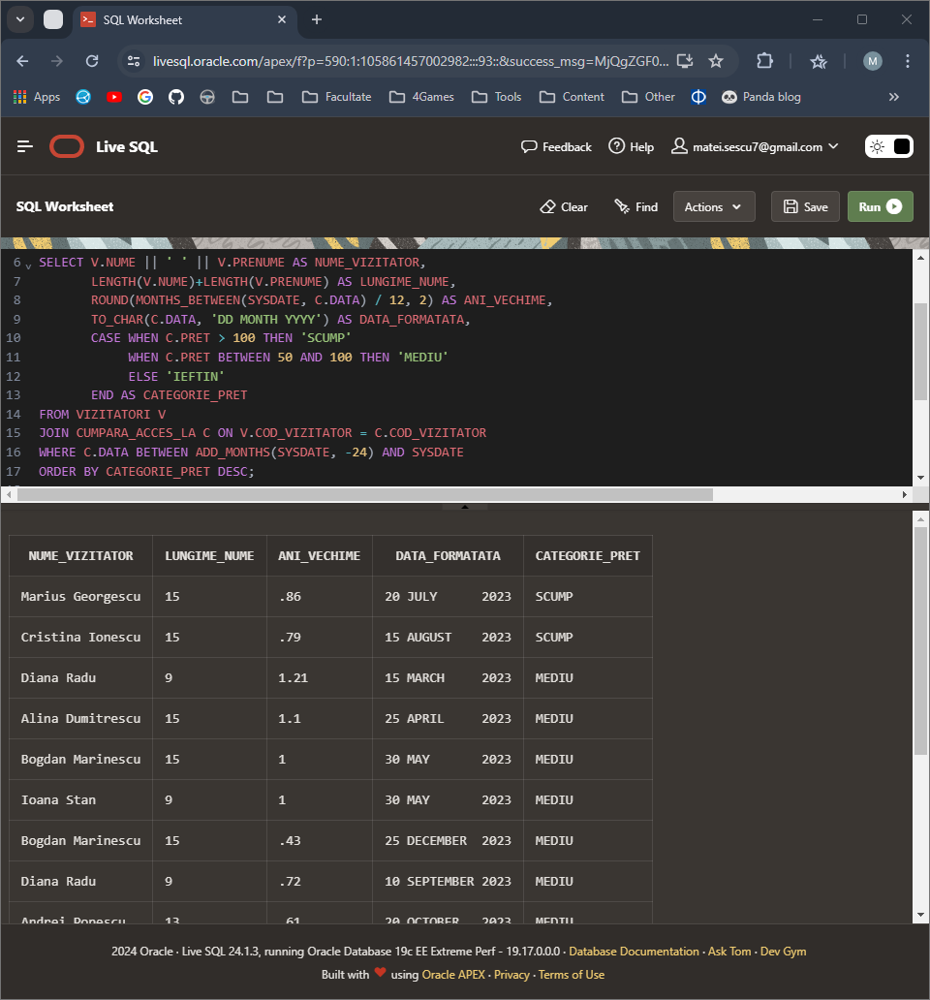 SQL Worksheet
livesql.oracle.com/apex/f?p=590:1:105861457002982:::93::&success_msg=MjQgZGF0...
M
Apps
Facultate
4Games
Tools
Content
Other
Panda blog
Live SQL
Feedback
Help
matei.sescu7@gmail.com
SQL Worksheet
Clear
Find
Actions
Save
Run
6 SELECT V.NUME || ' ' || V.PRENUME AS NUME_VIZITATOR,
7 LENGTH(V.NUME)+LENGTH(V.PRENUME) AS LUNGIME_NUME,
8 ROUND(MONTHS_BETWEEN(SYSDATE, C.DATA) / 12, 2) AS ANI_VECHIME,
9 TO_CHAR(C.DATA, 'DD MONTH YYYY') AS DATA_FORMATATA,
10 CASE WHEN C.PRET > 100 THEN 'SCUMP'
11 WHEN C.PRET BETWEEN 50 AND 100 THEN 'MEDIU'
12 ELSE 'IEFTIN'
13 END AS CATEGORIE_PRET
14 FROM VIZITATORI V
15 JOIN CUMPARA_ACCES_LA C ON V.COD_VIZITATOR = C.COD_VIZITATOR
16 WHERE C.DATA BETWEEN ADD_MONTHS(SYSDATE, -24) AND SYSDATE
17 ORDER BY CATEGORIE_PRET DESC;
NUME_VIZITATOR LUNGIME_NUME ANI_VECHIME DATA_FORMATATA CATEGORIE_PRET
Marius Georgescu 15 .86 20 JULY 2023 SCUMP
Cristina Ionescu 15 .79 15 AUGUST 2023 SCUMP
Diana Radu 9 1.21 15 MARCH 2023 MEDIU
Alina Dumitrescu 15 1.1 25 APRIL 2023 MEDIU
Bogdan Marinescu 15 1 30 MAY 2023 MEDIU
Ioana Stan 9 1 30 MAY 2023 MEDIU
Bogdan Marinescu 15 .43 25 DECEMBER 2023 MEDIU
Diana Radu 9 .72 10 SEPTEMBER 2023 MEDIU
Andrei Popescu 13 .61 20 OCTOBER 2023 MEDIU
2024 Oracle · Live SQL 24.1.3, running Oracle Database 19c EE Extreme Perf - 19.17.0.0.0 · Database Documentation · Ask Tom · Dev Gym
Built with ❤ using Oracle APEX · Privacy · Terms of Use